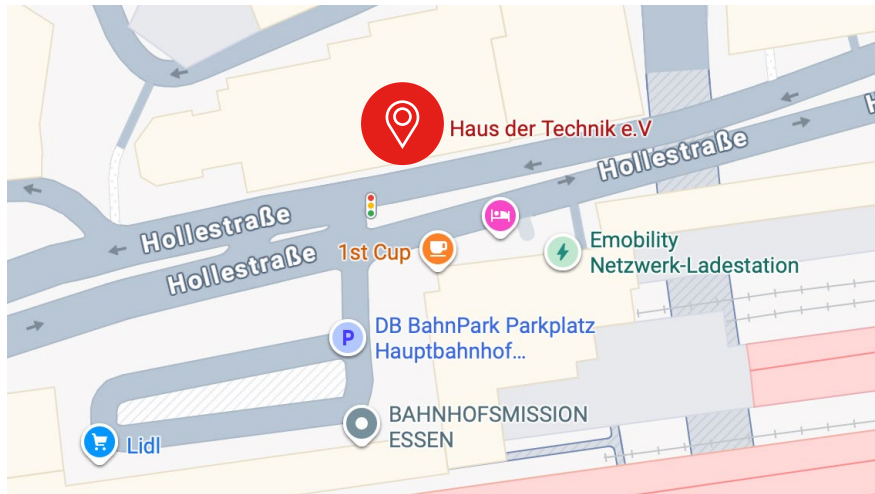 Haus der Technik e.V
Hollestraße
Hollestraße
1st Cup
Hollestraße
Emobility
Netzwerk-Ladestation
P
DB BahnPark Parkplatz
Hauptbahnhof...
BAHNHOFSMISSION
ESSEN
Lidl